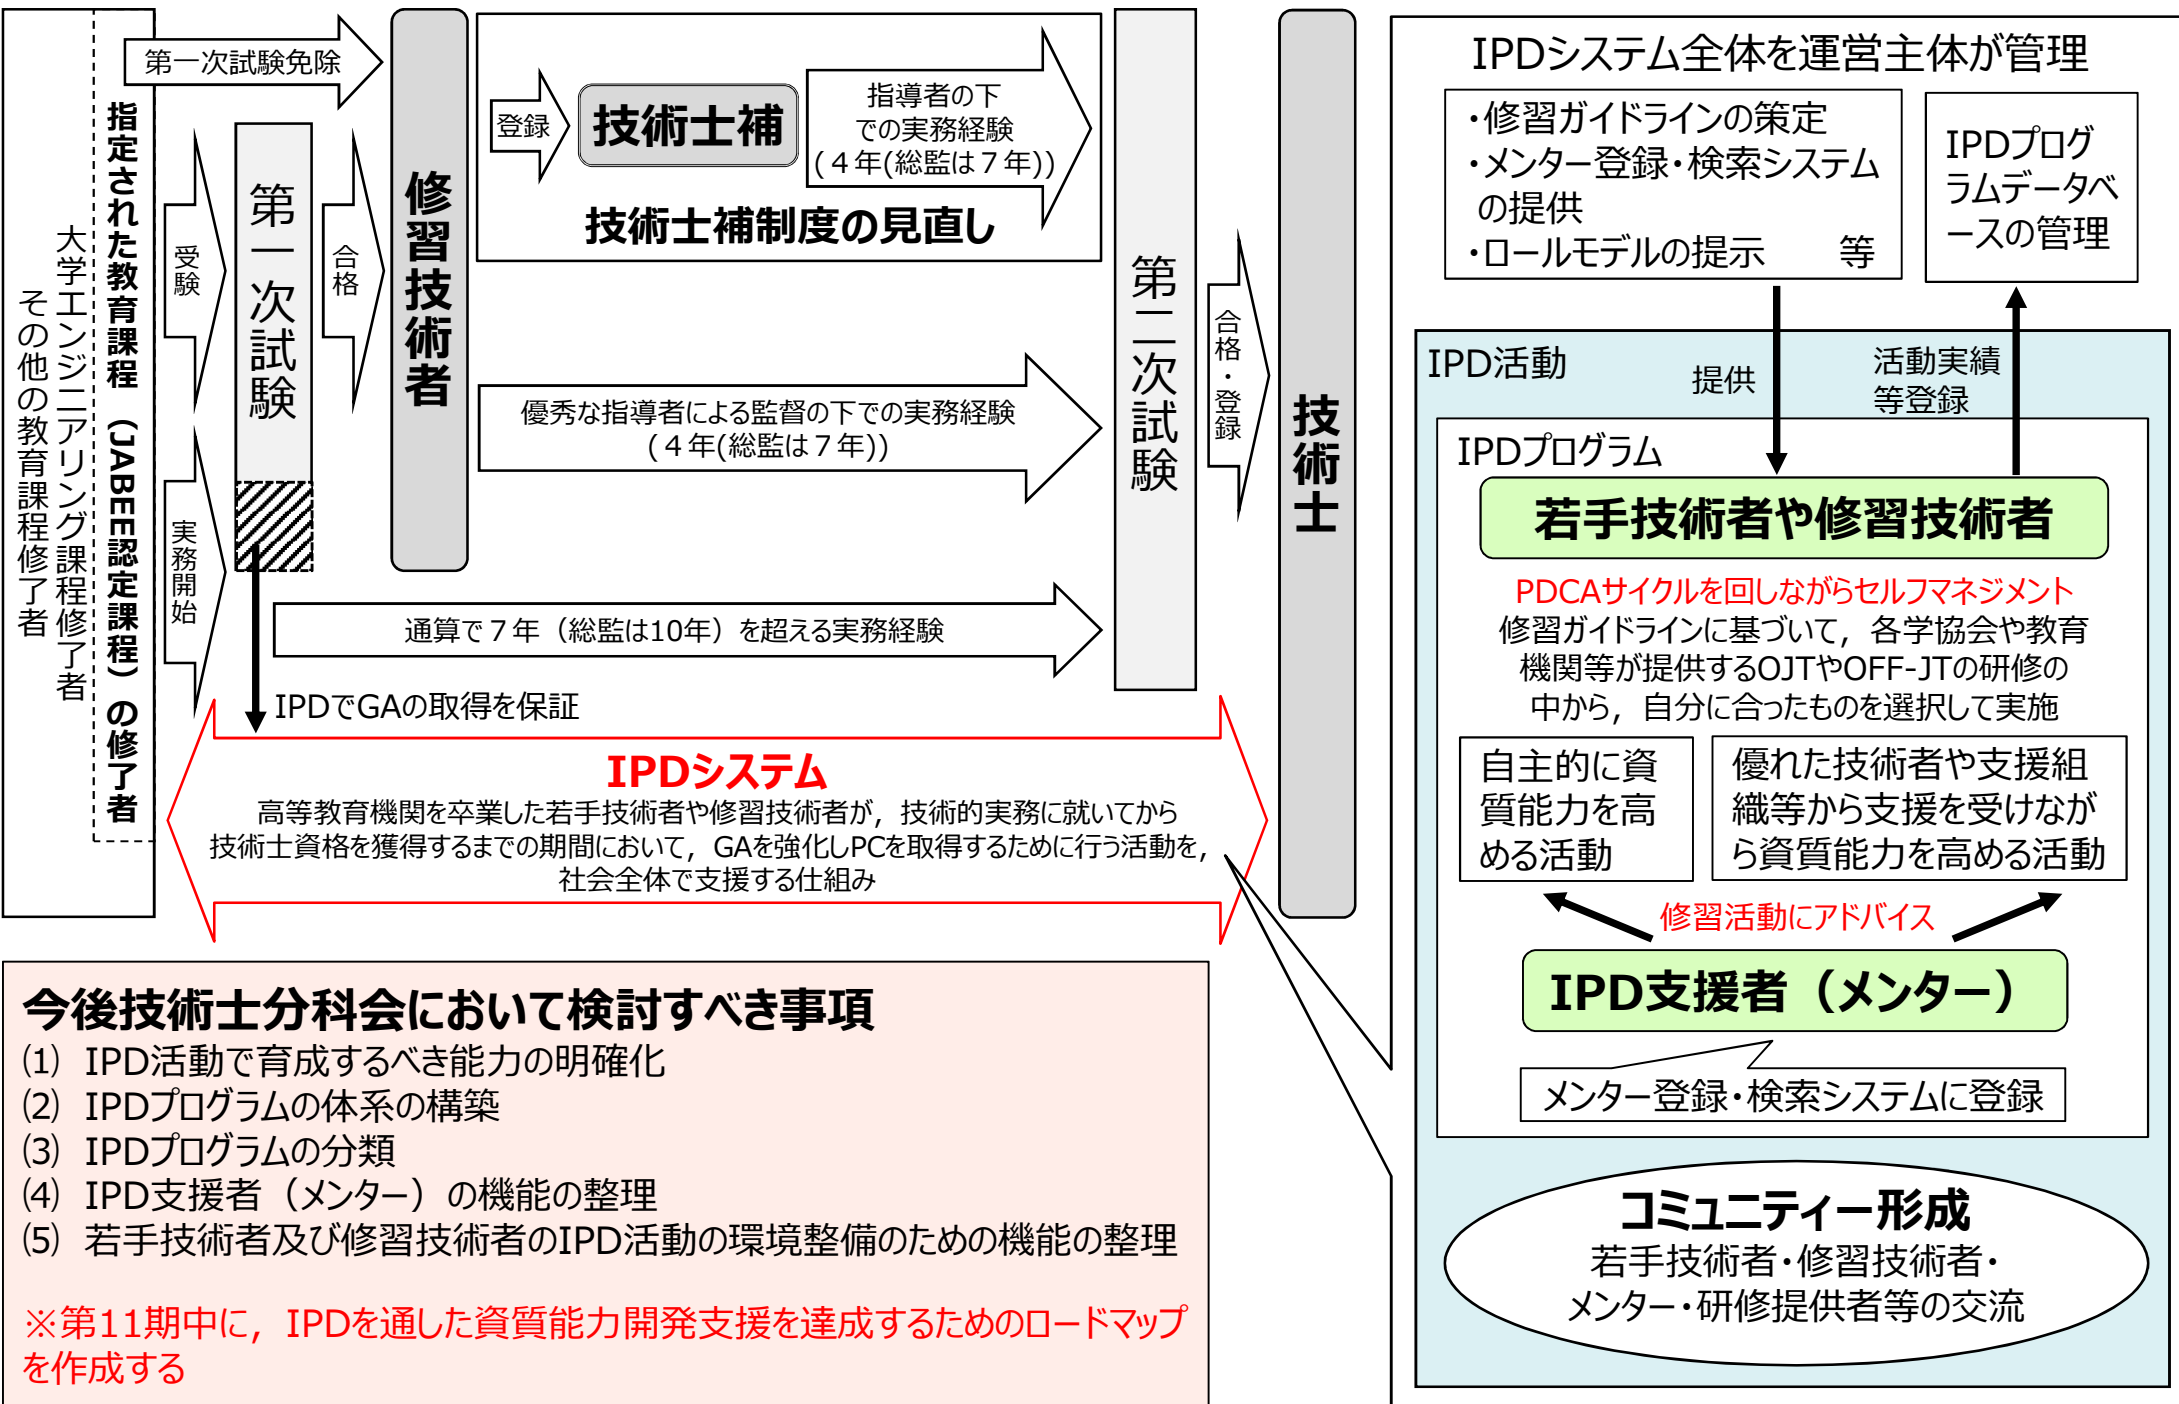 指定された教育課程（JABEE認定課程）の修了者
大学エンジニアリング課程修了者
その他の教育課程修了者
第一次試験免除
受験
実務開始
第一次試験
合格
修習技術者
登録
技術士補
指導者の下
での実務経験
(４年(総監は７年))
技術士補制度の見直し
優秀な指導者による監督の下での実務経験
(４年(総監は７年))
通算で７年（総監は10年）を超える実務経験
第二次試験
合格・登録
技術士
IPDでGAの取得を保証
IPDシステム
高等教育機関を卒業した若手技術者や修習技術者が，技術的実務に就いてから
技術士資格を獲得するまでの期間において，GAを強化しPCを取得するために行う活動を，
社会全体で支援する仕組み
今後技術士分科会において検討すべき事項
⑴ IPD活動で育成するべき能力の明確化
⑵ IPDプログラムの体系の構築
⑶ IPDプログラムの分類
⑷ IPD支援者（メンター）の機能の整理
⑸ 若手技術者及び修習技術者のIPD活動の環境整備のための機能の整理
※第11期中に，IPDを通した資質能力開発支援を達成するためのロードマップ
を作成する
IPDシステム全体を運営主体が管理
・修習ガイドラインの策定
・メンター登録・検索システム
の提供
・ロールモデルの提示　　等
IPDプログ
ラムデータベ
ースの管理
IPD活動
提供
活動実績
等登録
IPDプログラム
若手技術者や修習技術者
PDCAサイクルを回しながらセルフマネジメント
修習ガイドラインに基づいて，各学協会や教育
機関等が提供するOJTやOFF-JTの研修の
中から，自分に合ったものを選択して実施
自主的に資
質能力を高
める活動
優れた技術者や支援組
織等から支援を受けなが
ら資質能力を高める活動
修習活動にアドバイス
IPD支援者（メンター）
メンター登録・検索システムに登録
コミュニティー形成
若手技術者・修習技術者・
メンター・研修提供者等の交流